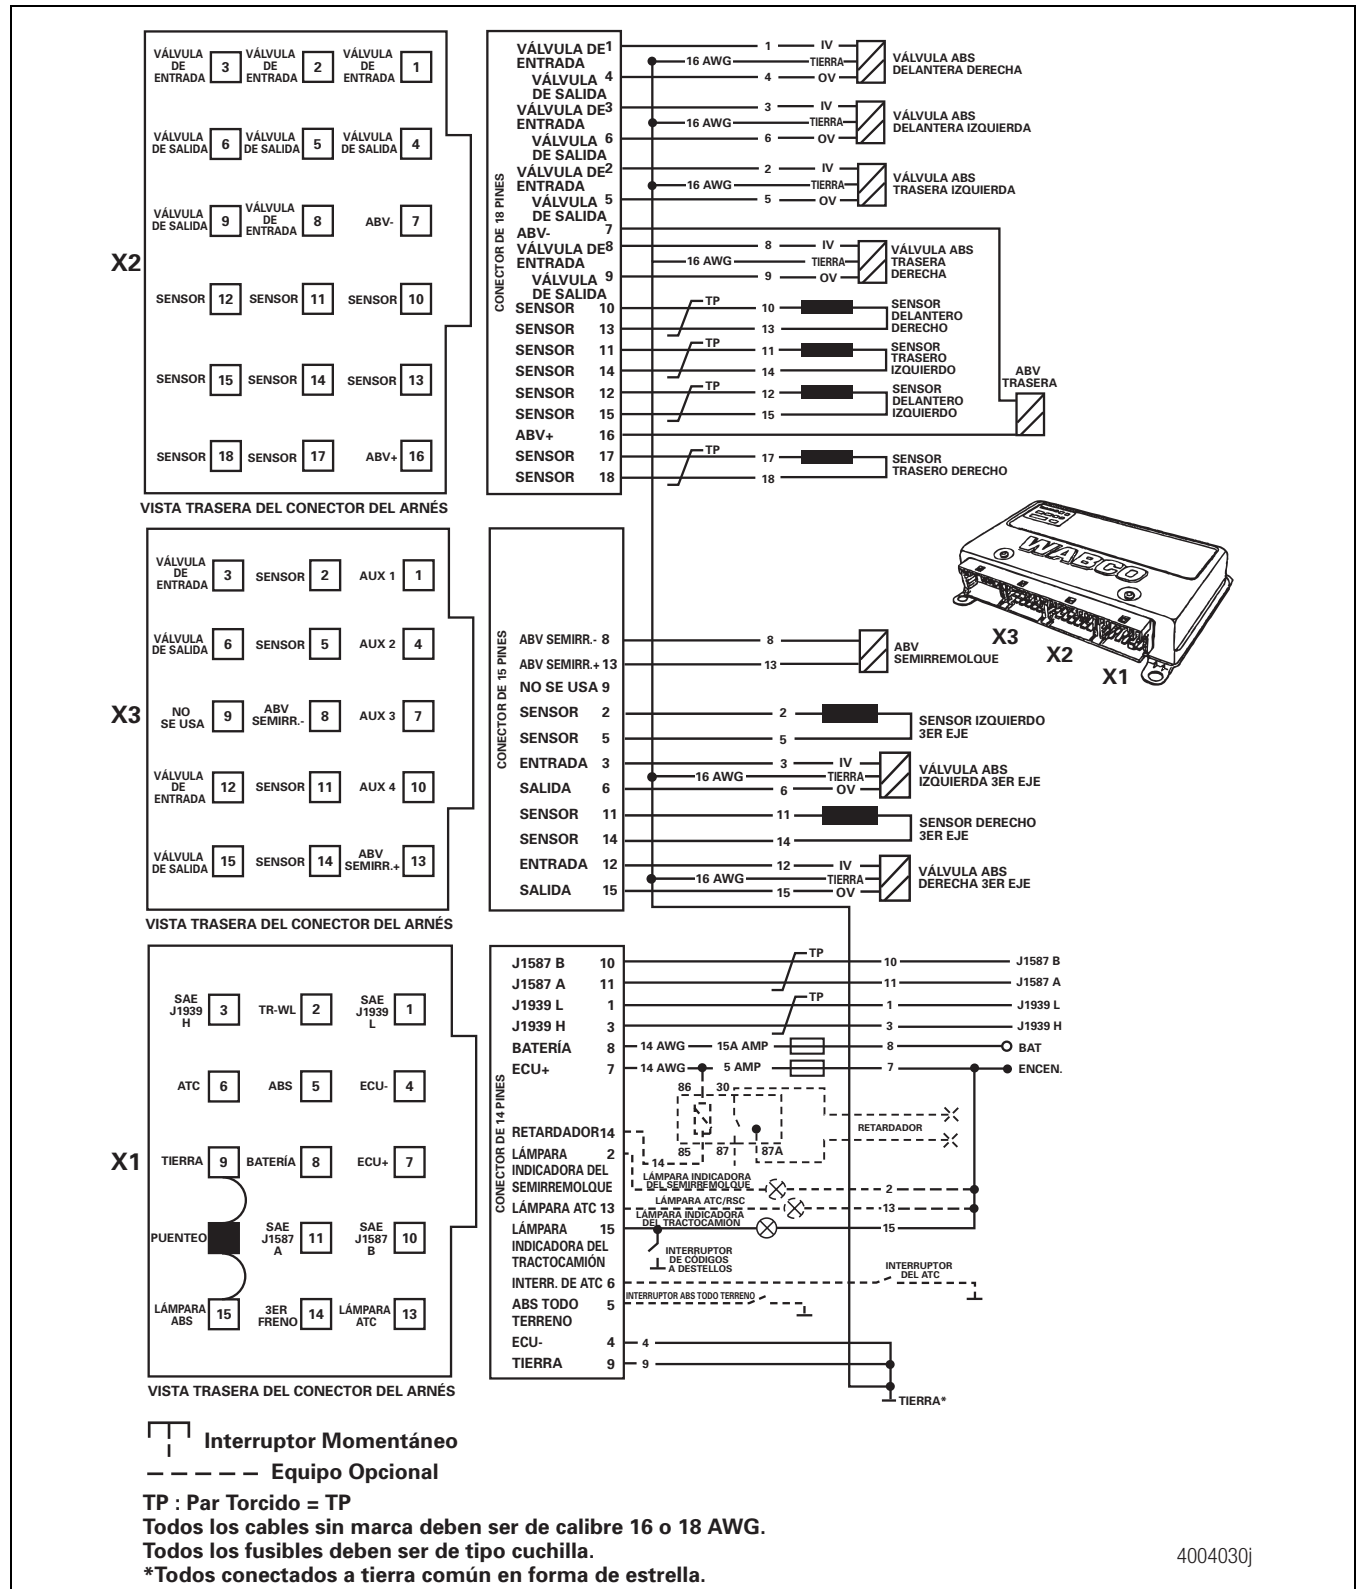 X2
VÁLVULA DE ENTRADA 3 VÁLVULA DE ENTRADA 2 VÁLVULA DE ENTRADA 1
VÁLVULA DE SALIDA 6 VÁLVULA DE SALIDA 5 VÁLVULA DE SALIDA 4
VÁLVULA DE SALIDA 9 VÁLVULA DE ENTRADA 8 ABV- 7
SENSOR 12 SENSOR 11 SENSOR 10
SENSOR 15 SENSOR 14 SENSOR 13
SENSOR 18 SENSOR 17 ABV+ 16
VISTA TRASERA DEL CONECTOR DEL ARNÉS
CONECTOR DE 18 PINES
VÁLVULA DE ENTRADA 1 1 IV
16 AWG TIERRA
VÁLVULA DE SALIDA 4 4 OV
VÁLVULA ABS
DELANTERA DERECHA
VÁLVULA DE ENTRADA 3 3 IV
16 AWG TIERRA
VÁLVULA DE SALIDA 6 6 OV
VÁLVULA ABS
DELANTERA IZQUIERDA
VÁLVULA DE ENTRADA 2 2 IV
16 AWG TIERRA
VÁLVULA DE SALIDA 5 5 OV
VÁLVULA ABS
TRASERA IZQUIERDA
ABV- 7
VÁLVULA DE ENTRADA 8 8 IV
16 AWG TIERRA
VÁLVULA DE SALIDA 9 9 OV
VÁLVULA ABS
TRASERA
DERECHA
SENSOR 10 TP 10
SENSOR 13 13
SENSOR
DELANTERO
DERECHO
SENSOR 11 TP 11
SENSOR 14 14
SENSOR
TRASERO
IZQUIERDO
SENSOR 12 TP 12
SENSOR 15 15
SENSOR
DELANTERO
IZQUIERDO
ABV
TRASERA
ABV+ 16
SENSOR 17 TP 17
SENSOR 18 18
SENSOR
TRASERO DERECHO
WABCO
X3
X2
X1
X3
VÁLVULA DE ENTRADA 3 SENSOR 2 AUX 1 1
VÁLVULA DE SALIDA 6 SENSOR 5 AUX 2 4
NO SE USA 9 ABV SEMIRR.- 8 AUX 3 7
VÁLVULA DE ENTRADA 12 SENSOR 11 AUX 4 10
VÁLVULA DE SALIDA 15 SENSOR 14 ABV SEMIRR.+ 13
VISTA TRASERA DEL CONECTOR DEL ARNÉS
CONECTOR DE 15 PINES
ABV SEMIRR.- 8 8
ABV SEMIRR.+ 13 13
ABV
SEMIRREMOLQUE
NO SE USA 9
SENSOR 2 2
SENSOR 5 5
SENSOR IZQUIERDO
3ER EJE
ENTRADA 3 3 IV
16 AWG TIERRA
SALIDA 6 6 OV
VÁLVULA ABS
IZQUIERDA 3ER EJE
SENSOR 11 11
SENSOR 14 14
SENSOR DERECHO
3ER EJE
ENTRADA 12 12 IV
16 AWG TIERRA
SALIDA 15 15 OV
VÁLVULA ABS
DERECHA 3ER EJE
X1
SAE J1939 H 3 TR-WL 2 SAE J1939 L 1
ATC 6 ABS 5 ECU- 4
TIERRA 9 BATERÍA 8 ECU+ 7
PUENTEO SAE J1587 A 11 SAE J1587 B 10
LÁMPARA ABS 15 3ER FRENO 14 LÁMPARA ATC 13
VISTA TRASERA DEL CONECTOR DEL ARNÉS
CONECTOR DE 14 PINES
J1587 B 10 TP 10 J1587 B
J1587 A 11 11 J1587 A
J1939 L 1 TP 1 J1939 L
J1939 H 3 3 J1939 H
BATERÍA 8 14 AWG 15A AMP 8 BAT
ECU+ 7 14 AWG 5 AMP 7 ENCEN.
86 30
RETARDADOR
85 87 87A
RETARDADOR 14 14
LÁMPARA 2
INDICADORA DEL
SEMIRREMOLQUE
LÁMPARA INDICADORA
DEL SEMIRREMOLQUE 2
LÁMPARA ATC 13 LÁMPARA ATC/RSC 13
LÁMPARA 15
INDICADORA DEL
TRACTOCAMIÓN
LÁMPARA INDICADORA
DEL TRACTOCAMIÓN 15
INTERRUPTOR
DE CÓDIGOS
A DESTELLOS
INTERR. DE ATC 6
INTERRUPTOR
DEL ATC
ABS TODO 5
TERRENO
INTERRUPTOR ABS TODO TERRENO
ECU- 4 4
TIERRA 9 9
TIERRA*
Interruptor Momentáneo
Equipo Opcional
TP : Par Torcido = TP
Todos los cables sin marca deben ser de calibre 16 o 18 AWG.
Todos los fusibles deben ser de tipo cuchilla.
*Todos conectados a tierra común en forma de estrella.
4004030j